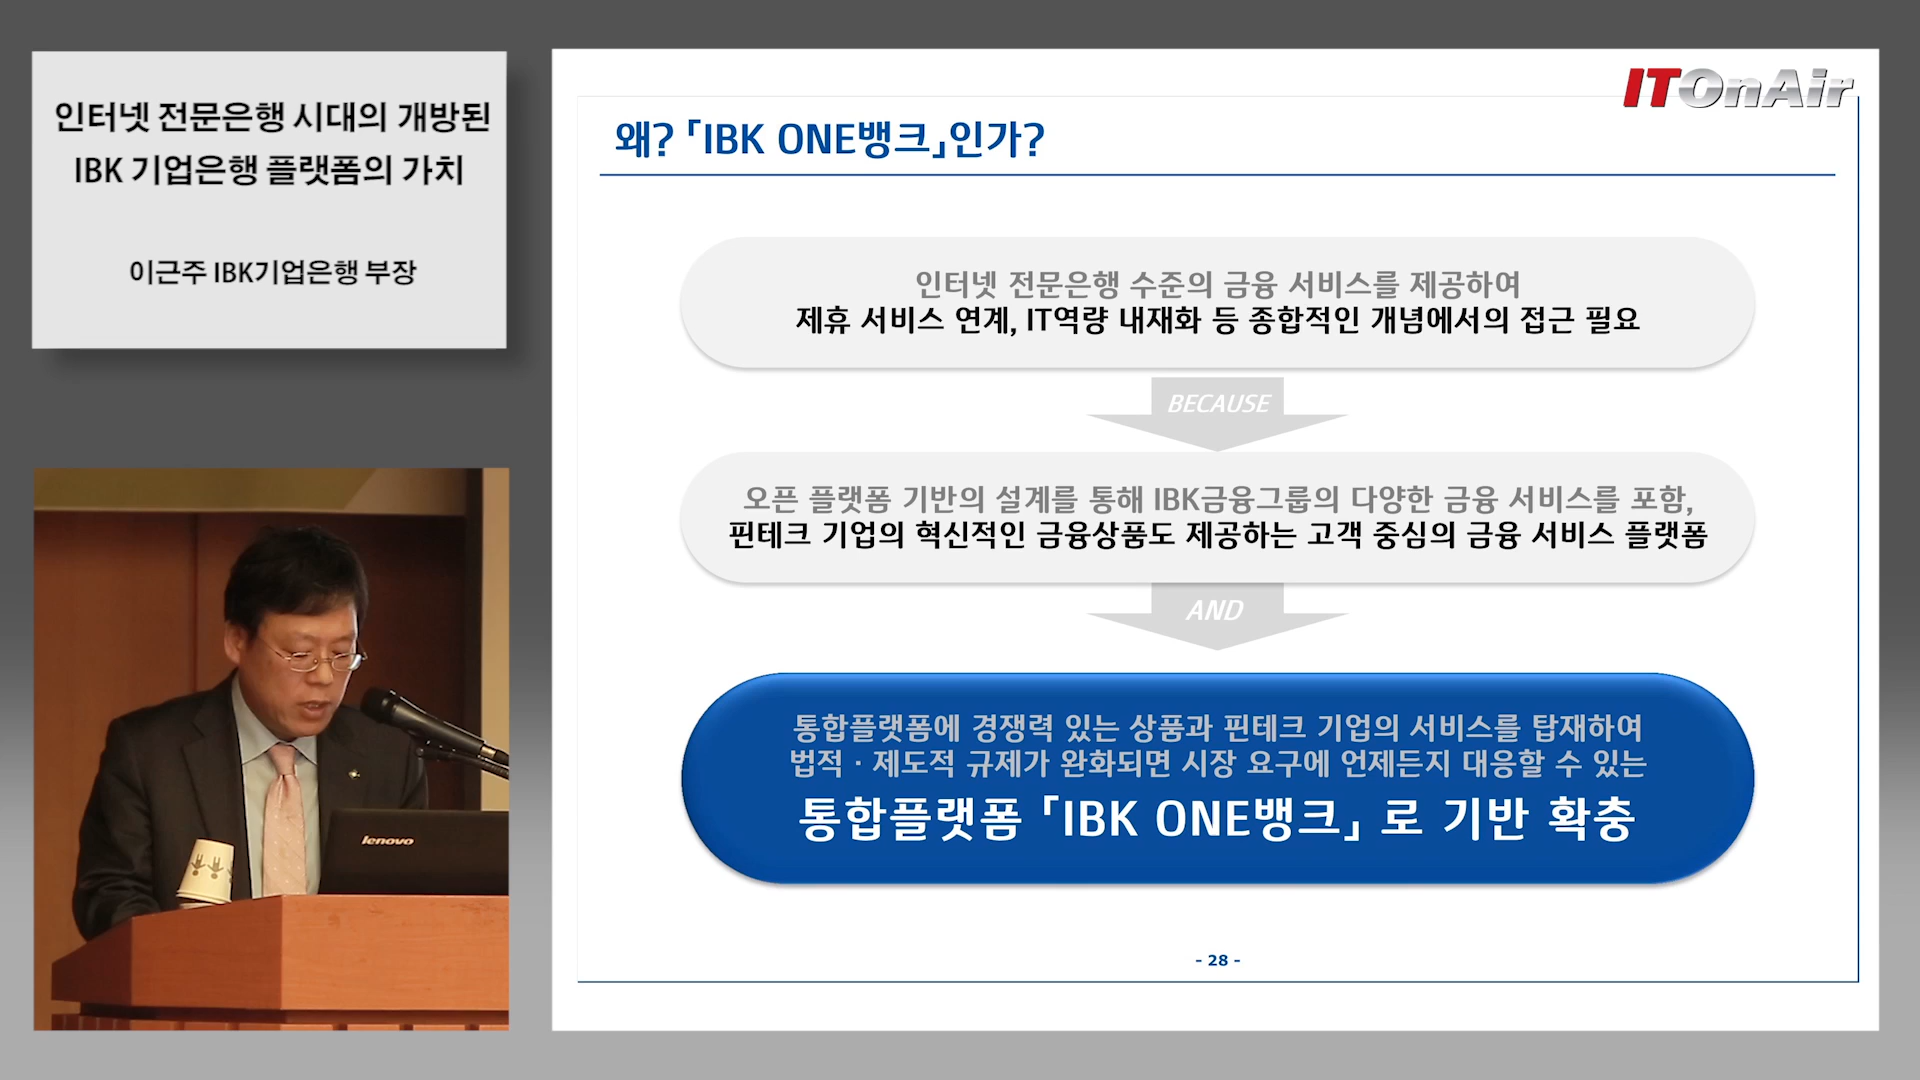 인터넷 전문은행 시대의 개방된
IBK 기업은행 플랫폼의 가치
이근주 IBK기업은행 부장
ITOnAir
왜? 「IBK ONE뱅크」인가?
인터넷 전문은행 수준의 금융 서비스를 제공하여
제휴 서비스 연계, IT역량 내재화 등 종합적인 개념에서의 접근 필요
BECAUSE
오픈 플랫폼 기반의 설계를 통해 IBK금융그룹의 다양한 금융 서비스를 포함,
핀테크 기업의 혁신적인 금융상품도 제공하는 고객 중심의 금융 서비스 플랫폼
AND
통합플랫폼에 경쟁력 있는 상품과 핀테크 기업의 서비스를 탑재하여
법적 · 제도적 규제가 완화되면 시장 요구에 언제든지 대응할 수 있는
통합플랫폼 「IBK ONE뱅크」 로 기반 확충
- 28 -
lenovo